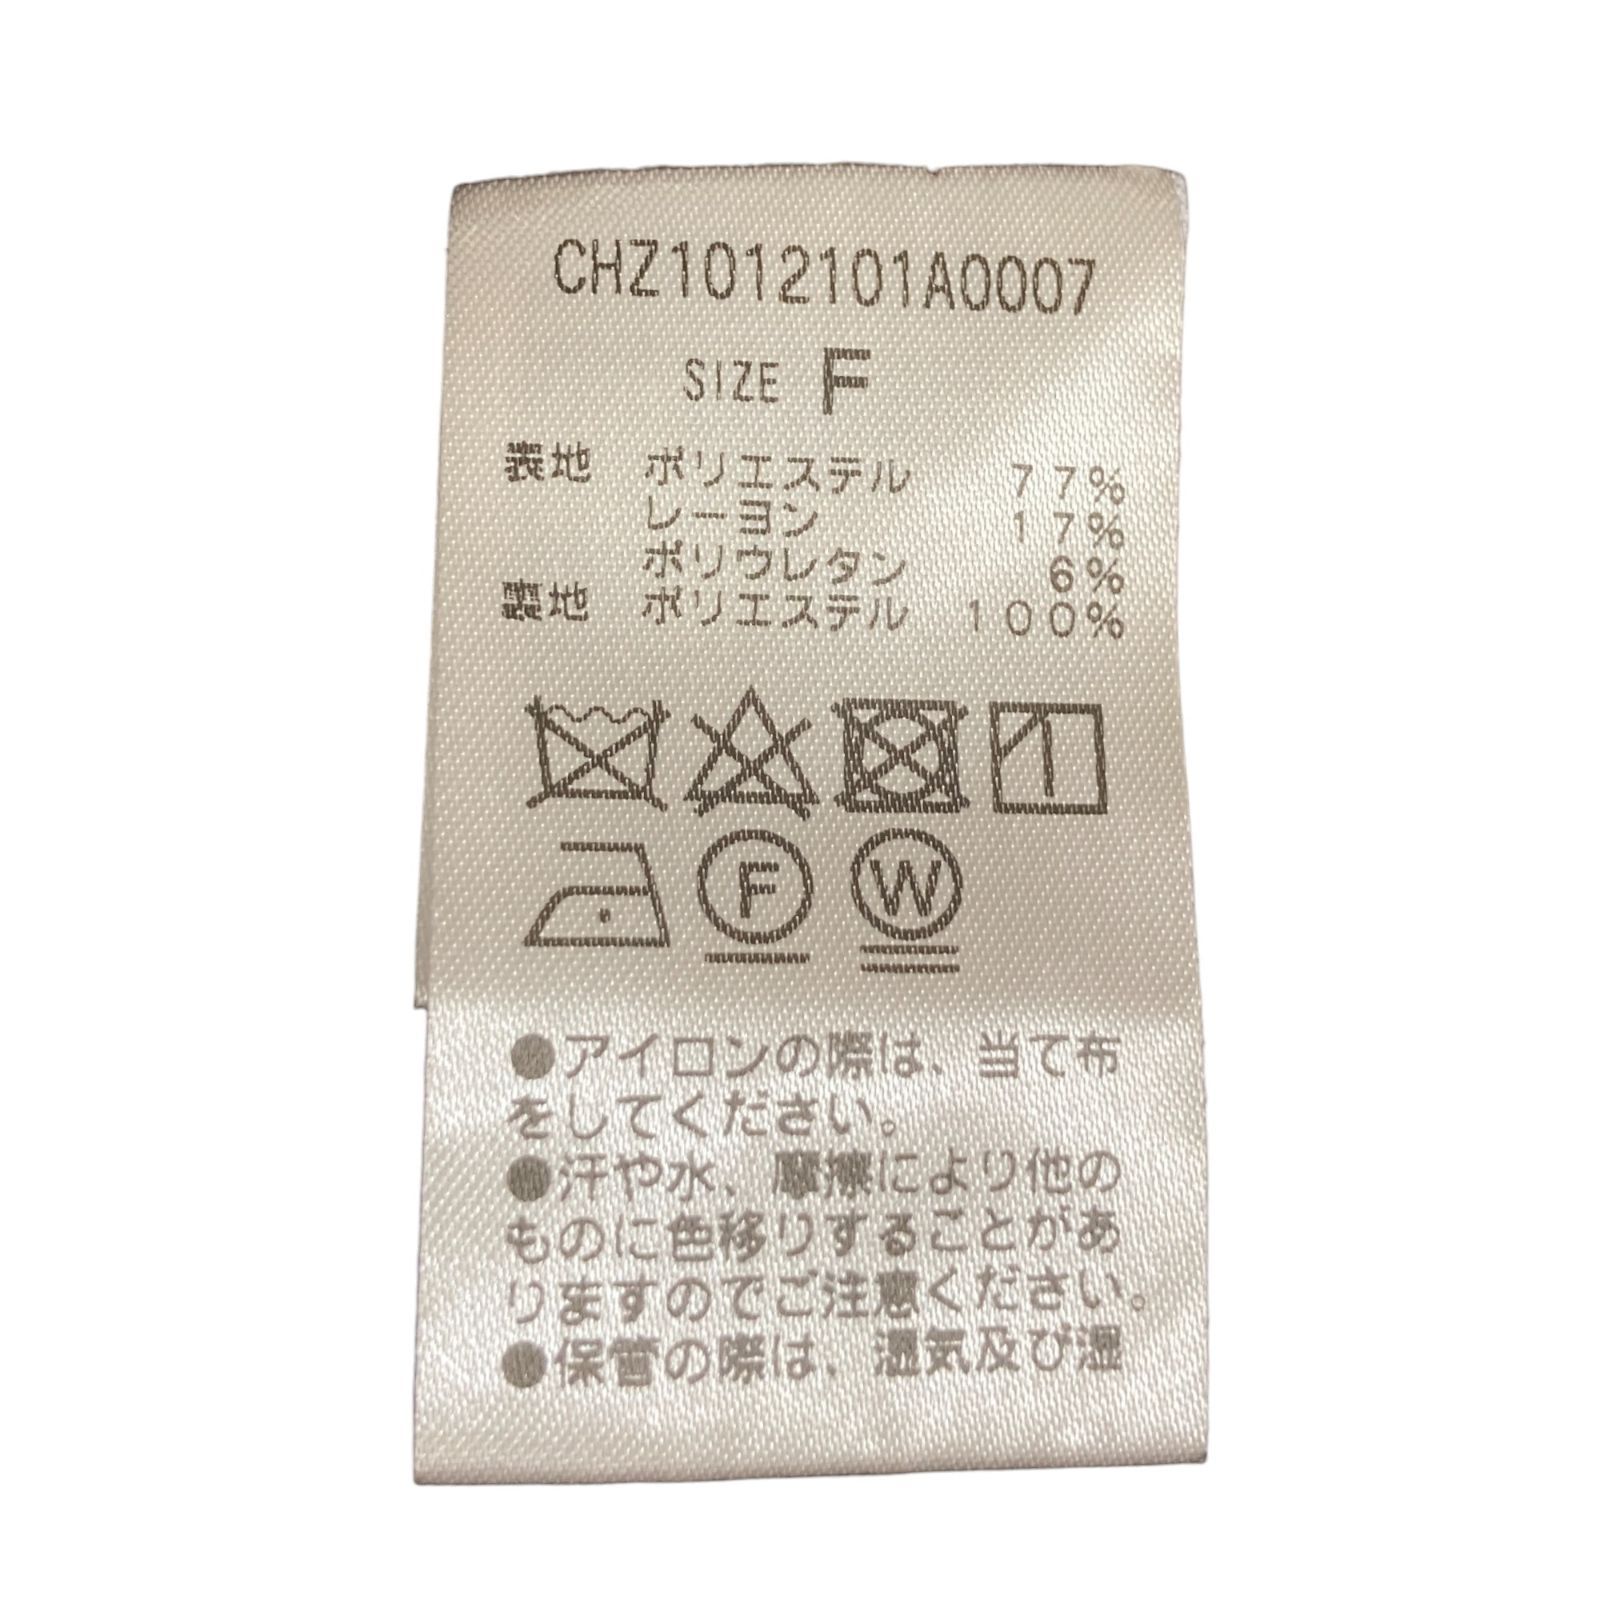 CHZ1012101A0007
SIZE F
表地 ポリエステル 77%
レーヨン 17%
ポリウレタン 6%
裏地 ポリエステル 100%
F W
●アイロンの際は、当て布
をしてください。
●汗や水、摩擦により他の
ものに色移りすることがあ
りますのでご注意ください。
●保管の際は、湿気及び湿